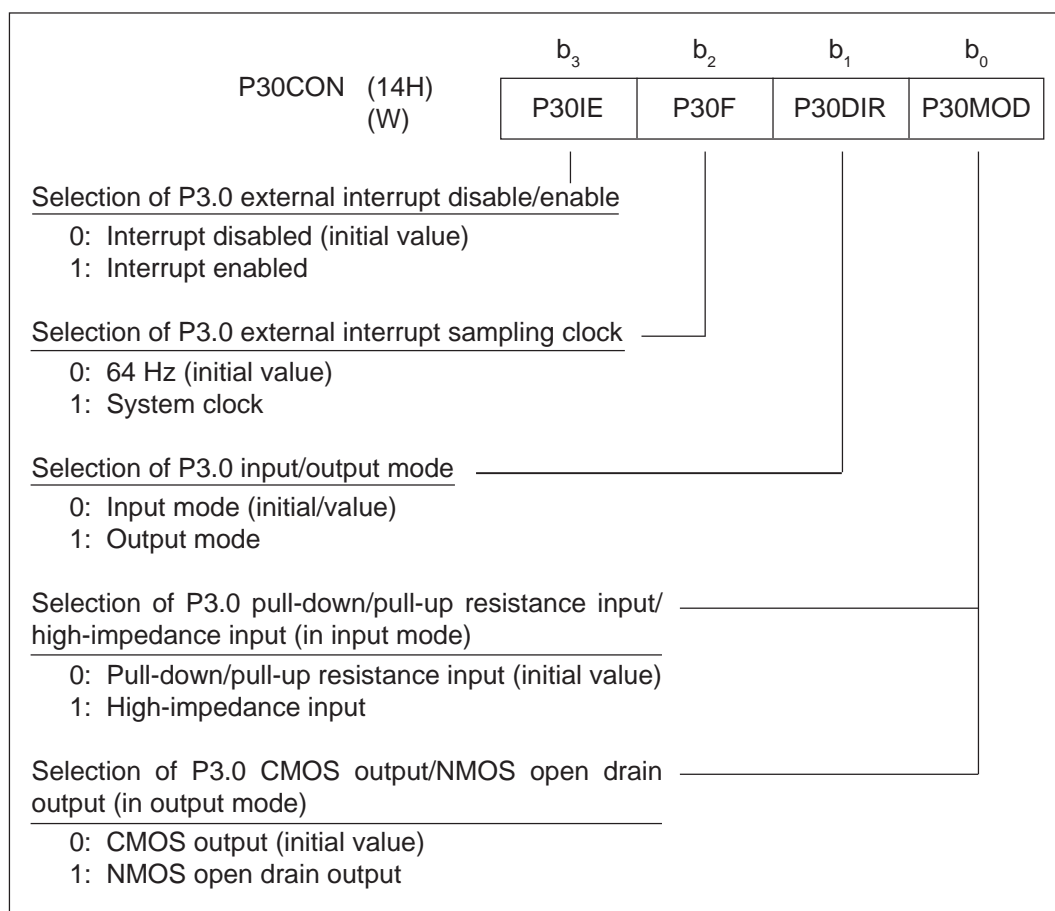 b3 b2 b1 b0
P30CON (14H)
(W)
P30IE P30F P30DIR P30MOD
Selection of P3.0 external interrupt disable/enable
0: Interrupt disabled (initial value)
1: Interrupt enabled
Selection of P3.0 external interrupt sampling clock
0: 64 Hz (initial value)
1: System clock
Selection of P3.0 input/output mode
0: Input mode (initial/value)
1: Output mode
Selection of P3.0 pull-down/pull-up resistance input/
high-impedance input (in input mode)
0: Pull-down/pull-up resistance input (initial value)
1: High-impedance input
Selection of P3.0 CMOS output/NMOS open drain
output (in output mode)
0: CMOS output (initial value)
1: NMOS open drain output